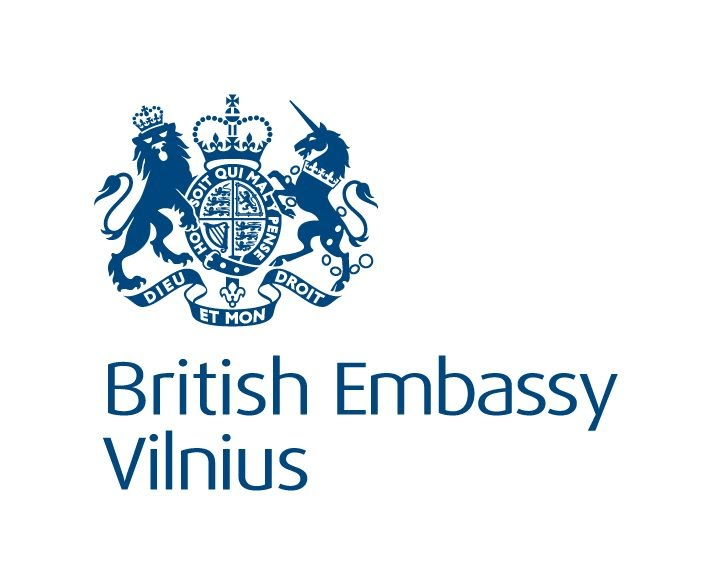 HONI SOIT QUI MAL Y PENSE
DIEU ET MON DROIT
British Embassy
Vilnius